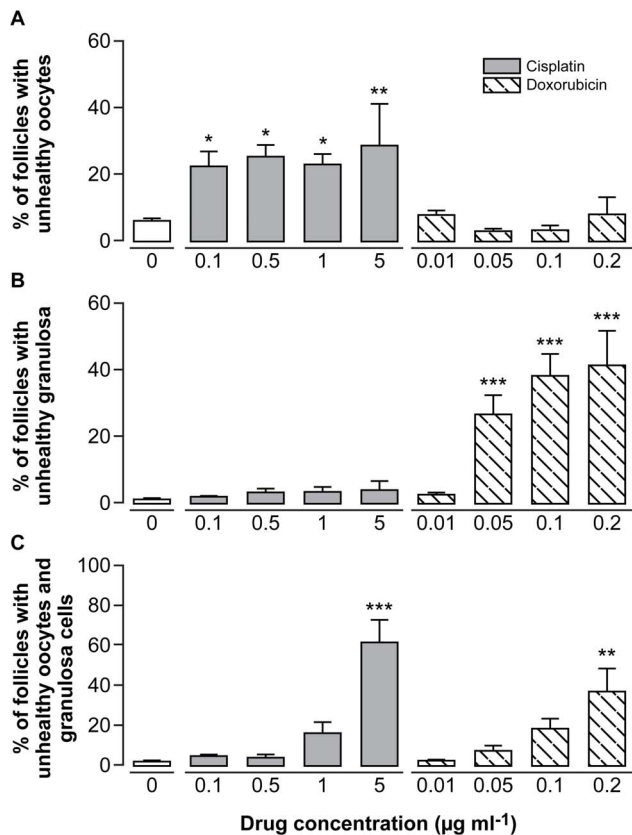 A
% of follicles with
unhealthy oocytes
60
40
20
0
Cisplatin
Doxorubicin
* * * **
0 0.1 0.5 1 5 0.01 0.05 0.1 0.2
B
% of follicles with
unhealthy granulosa
60
40
20
0
*** *** ***
0 0.1 0.5 1 5 0.01 0.05 0.1 0.2
C
% of follicles with
unhealthy oocytes and
granulosa cells
100
80
60
40
20
0
*** **
0 0.1 0.5 1 5 0.01 0.05 0.1 0.2
Drug concentration (µg ml⁻¹)